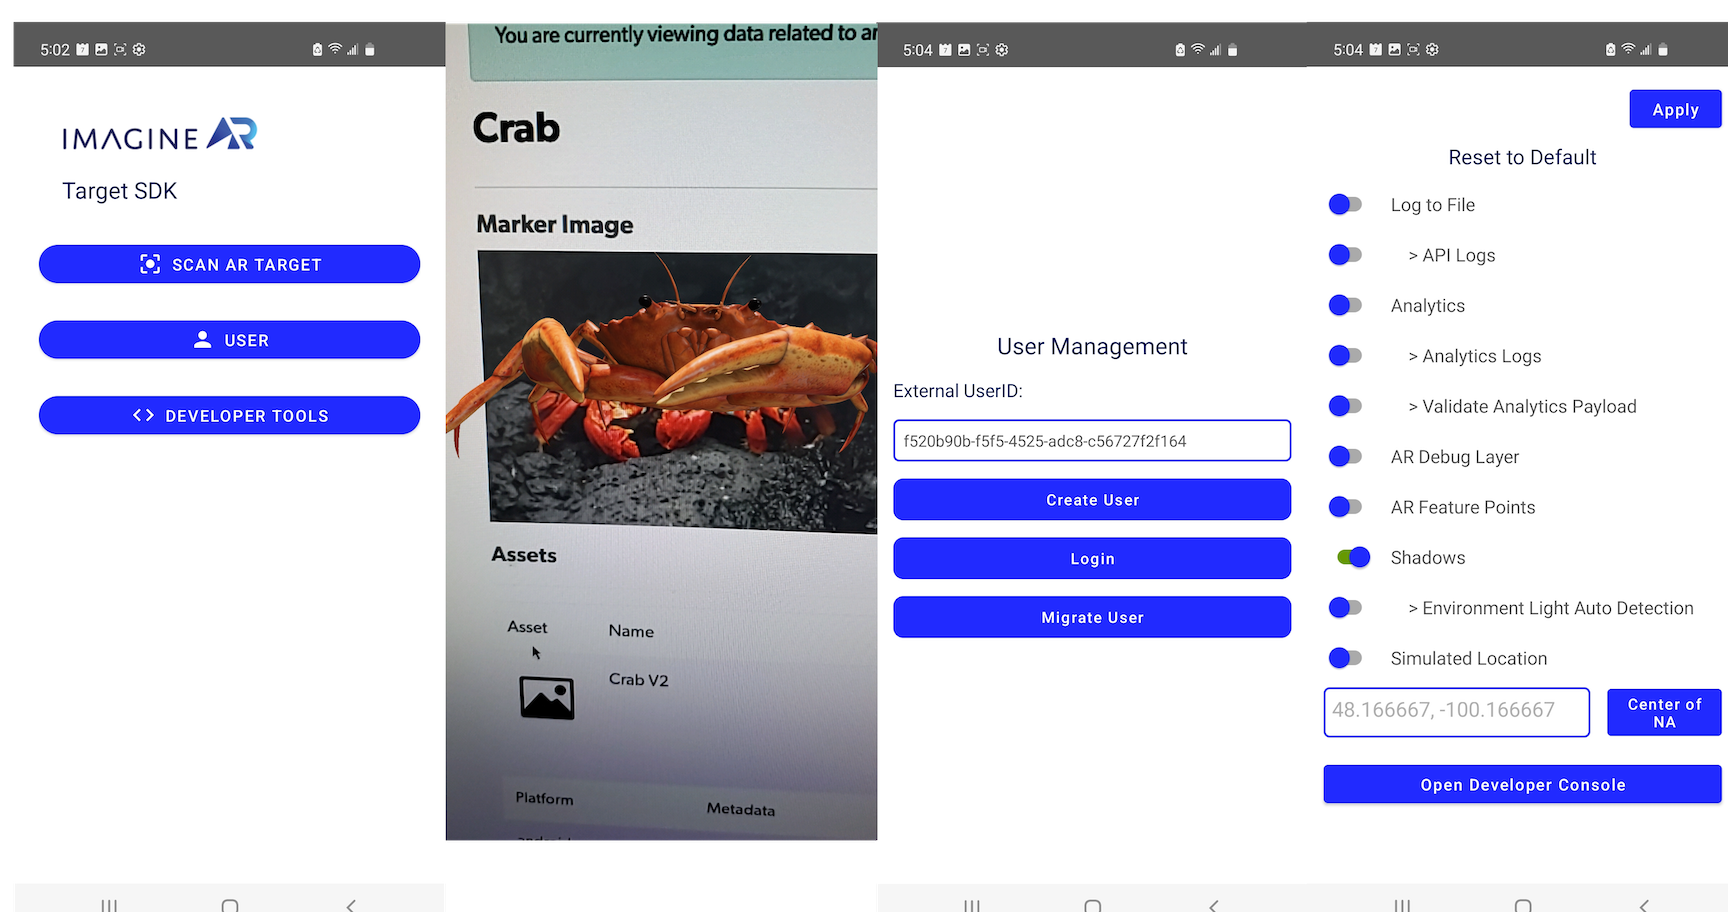 5:02
IMAGINE AR
Target SDK
SCAN AR TARGET
USER
DEVELOPER TOOLS
You are currently viewing data related to
Crab
Marker Image
Assets
Asset
Name
Crab V2
Platform
Metadata
5:04
User Management
External UserID:
f520b90b-f5f5-4525-adc8-c56727f2f164
Create User
Login
Migrate User
5:04
Apply
Reset to Default
Log to File
> API Logs
Analytics
> Analytics Logs
> Validate Analytics Payload
AR Debug Layer
AR Feature Points
Shadows
> Environment Light Auto Detection
Simulated Location
48.166667, -100.166667
Center of
NA
Open Developer Console